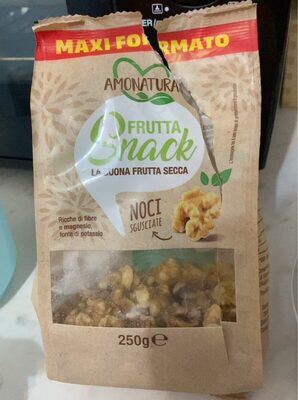 MAXI FORMATO
AMONATURA
FRUTTA
Snack
LA BUONA FRUTTA SECCA
NOCI
SGUSCIATE
Ricche di fibre
e magnesio,
fonte di potassio
250g℮